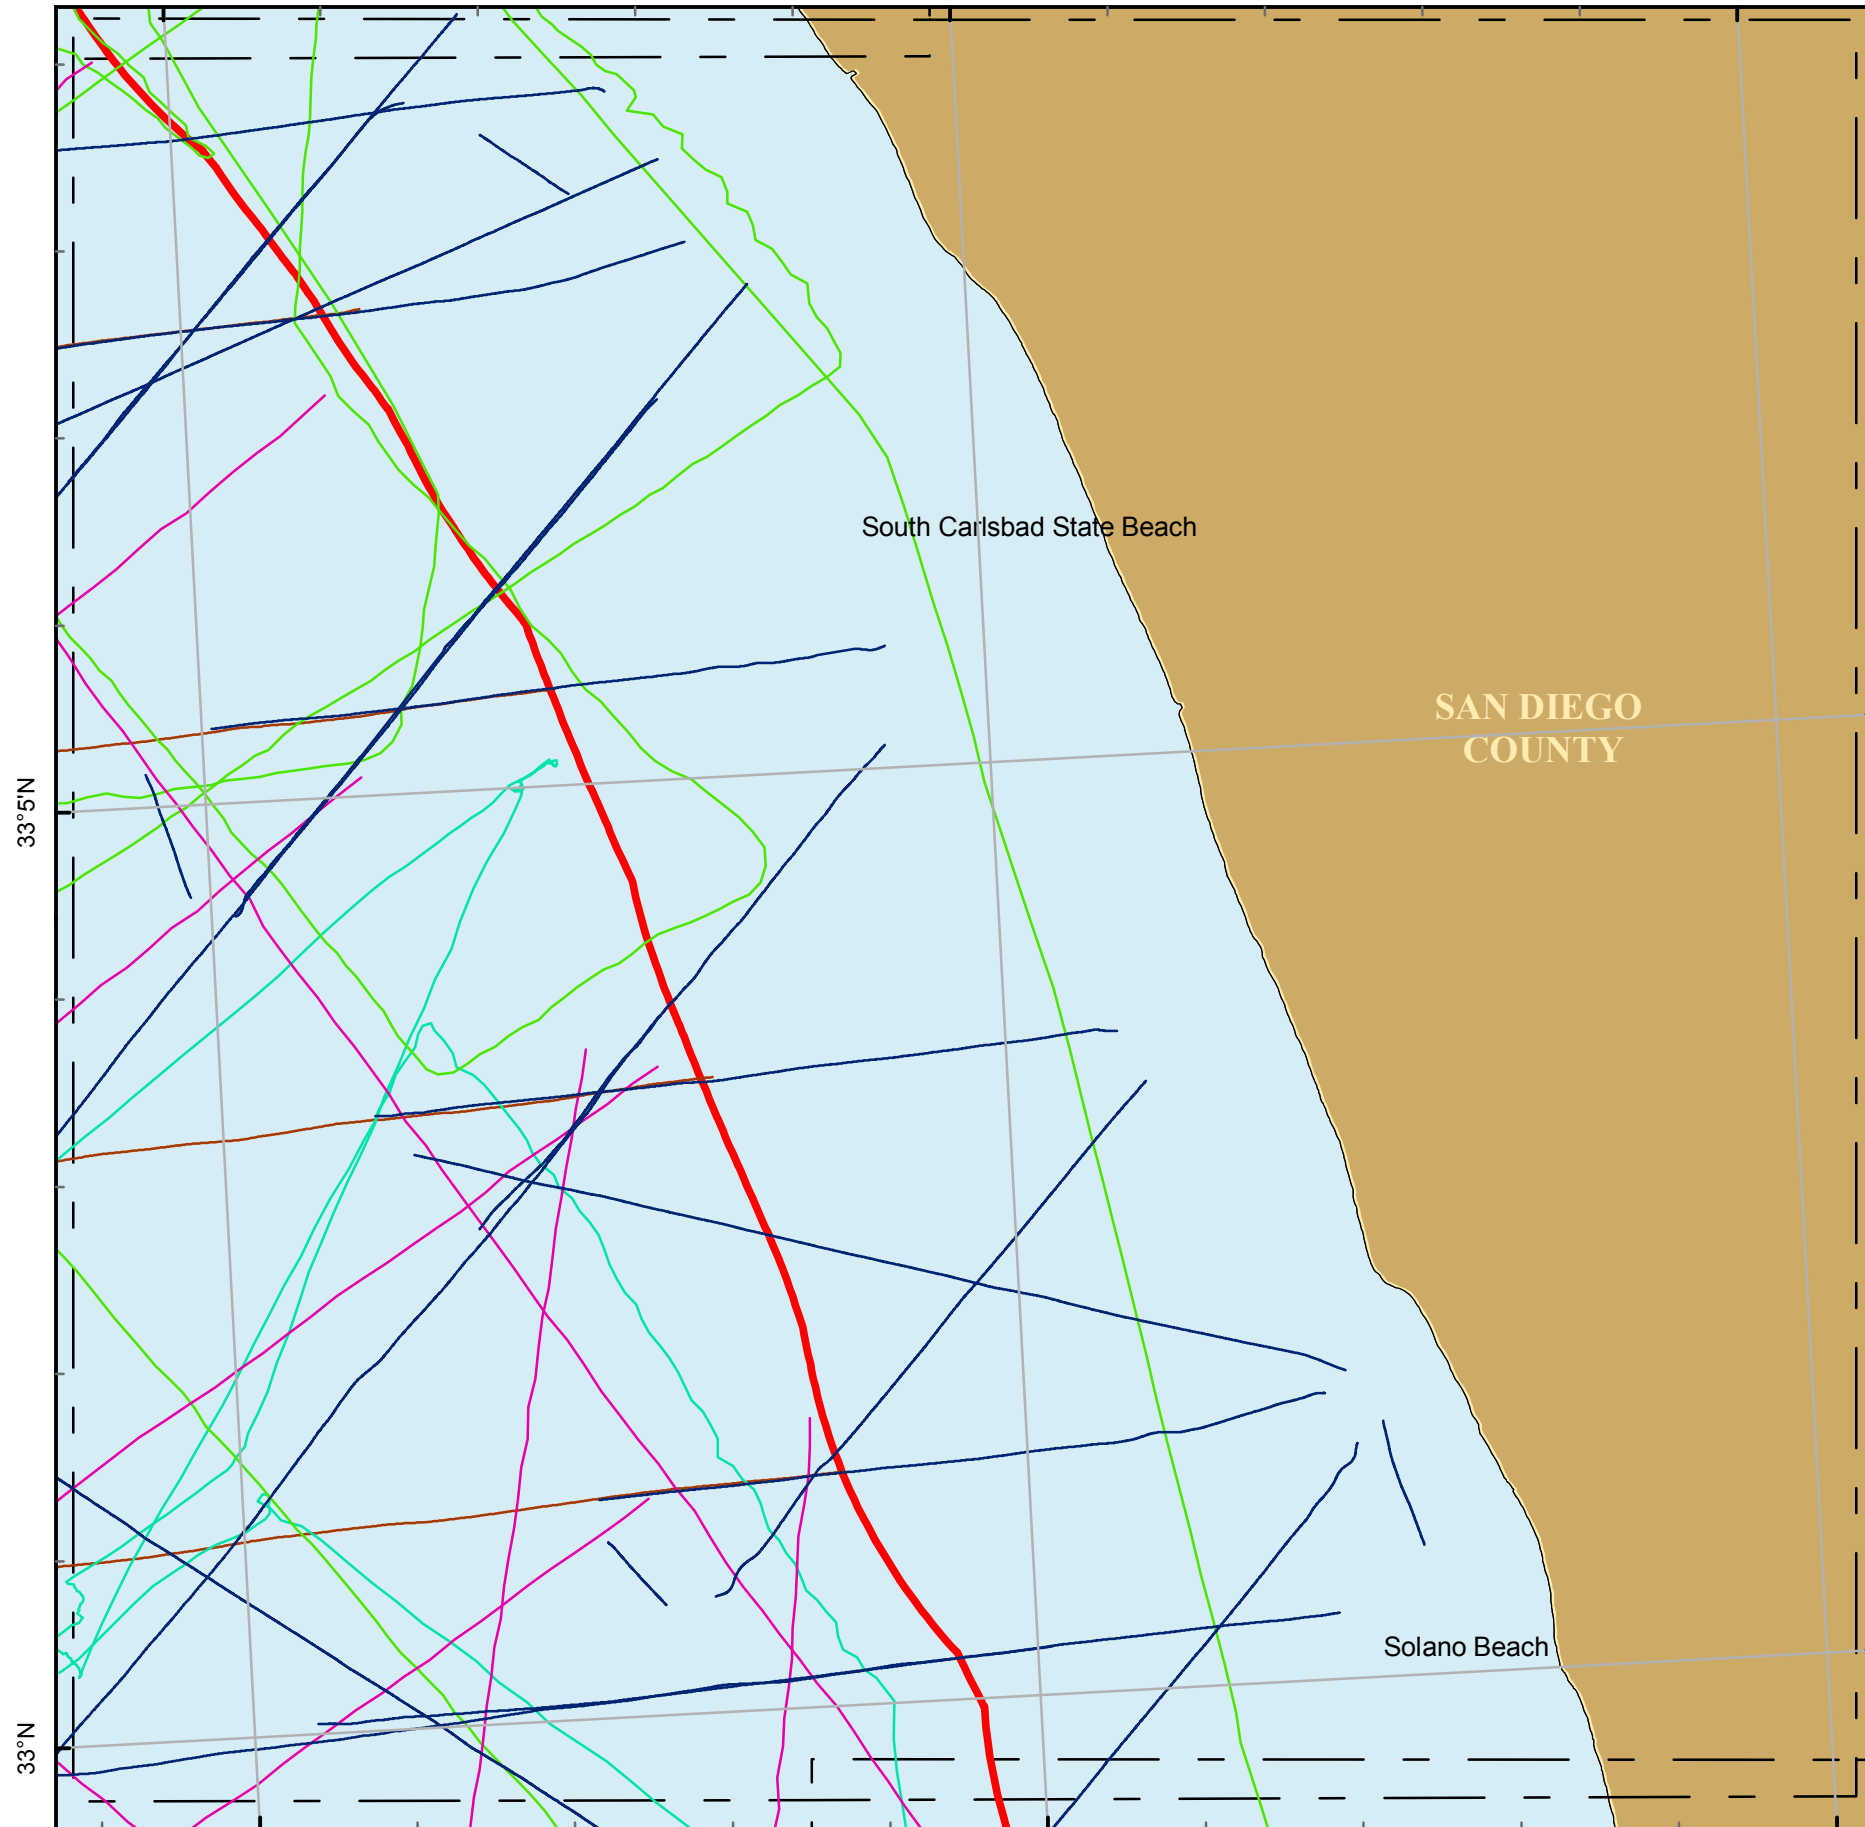 South Carlsbad State Beach
SAN DIEGO
COUNTY
33°5'N
Solano Beach
33°N